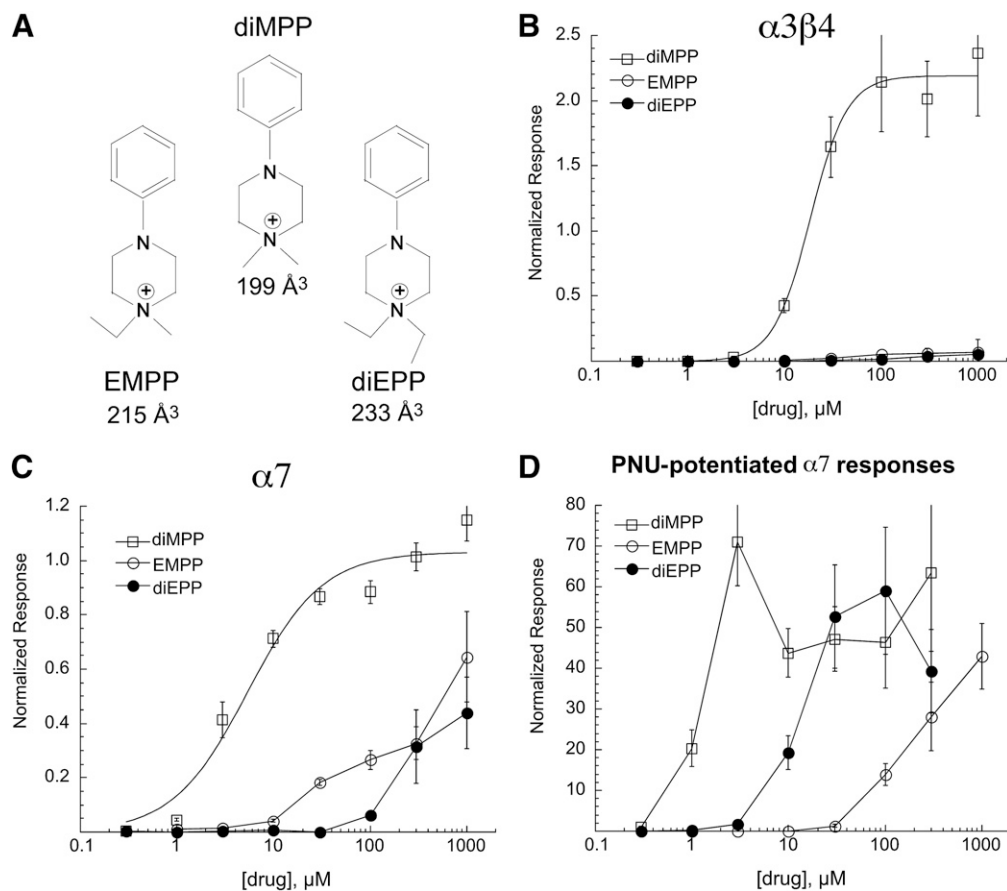 A
diMPP
N
+
N
199 Å3
N
+
N
EMPP
215 Å3
N
+
N
diEPP
233 Å3
B
α3β4
diMPP
EMPP
diEPP
Normalized Response
2.5
2.0
1.5
1.0
0.5
0.1
1
10
100
1000
[drug], µM
C
α7
diMPP
EMPP
diEPP
Normalized Response
1.2
1.0
0.8
0.6
0.4
0.2
1
10
100
1000
[drug], µM
D
PNU-potentiated α7 responses
diMPP
EMPP
diEPP
Normalized Response
80
70
60
50
40
30
20
10
0.1
1
10
100
1000
[drug], µM